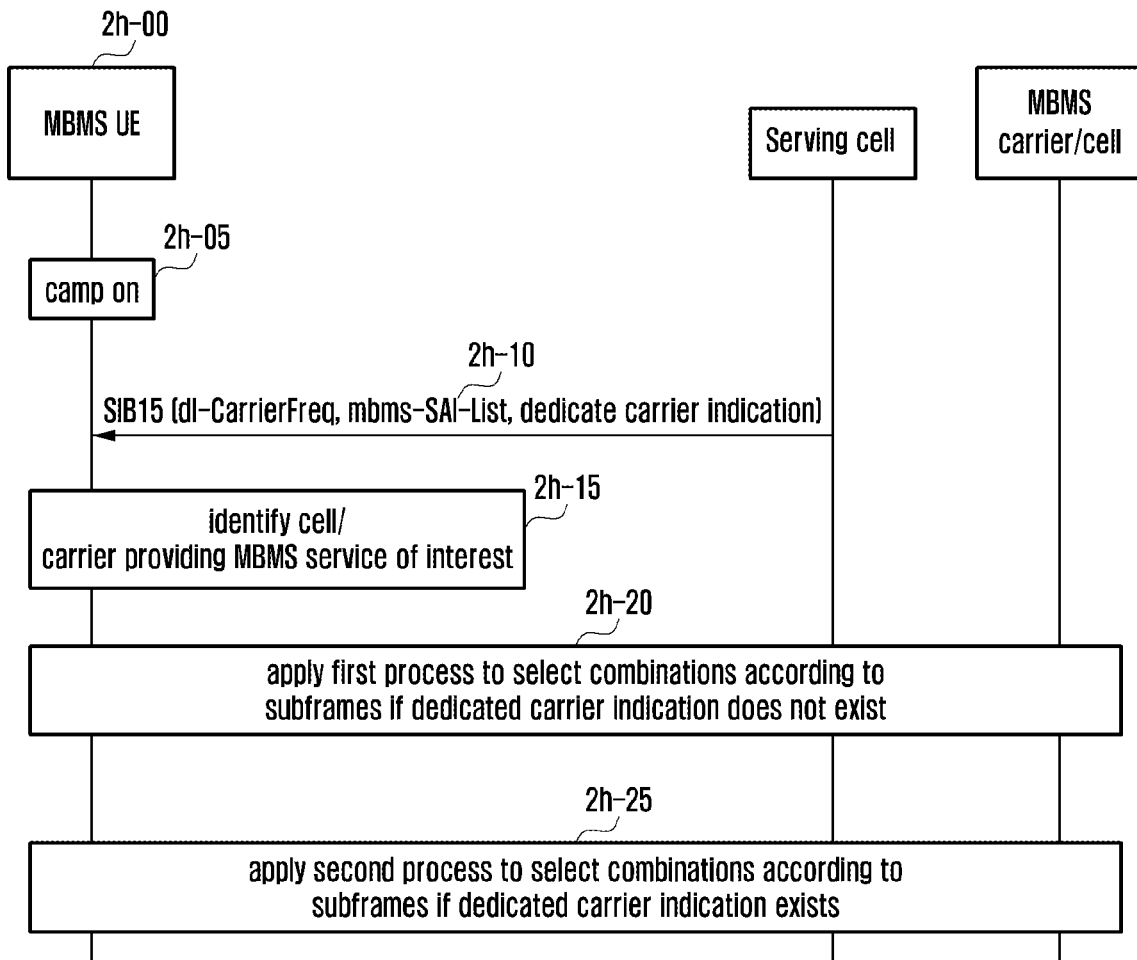 2h-00
MBMS UE
Serving cell
MBMS
carrier/cell
2h-05
camp on
2h-10
SIB15 (dl-CarrierFreq, mbms-SAI-List, dedicate carrier indication)
2h-15
identify cell/
carrier providing MBMS service of interest
2h-20
apply first process to select combinations according to
subframes if dedicated carrier indication does not exist
2h-25
apply second process to select combinations according to
subframes if dedicated carrier indication exists